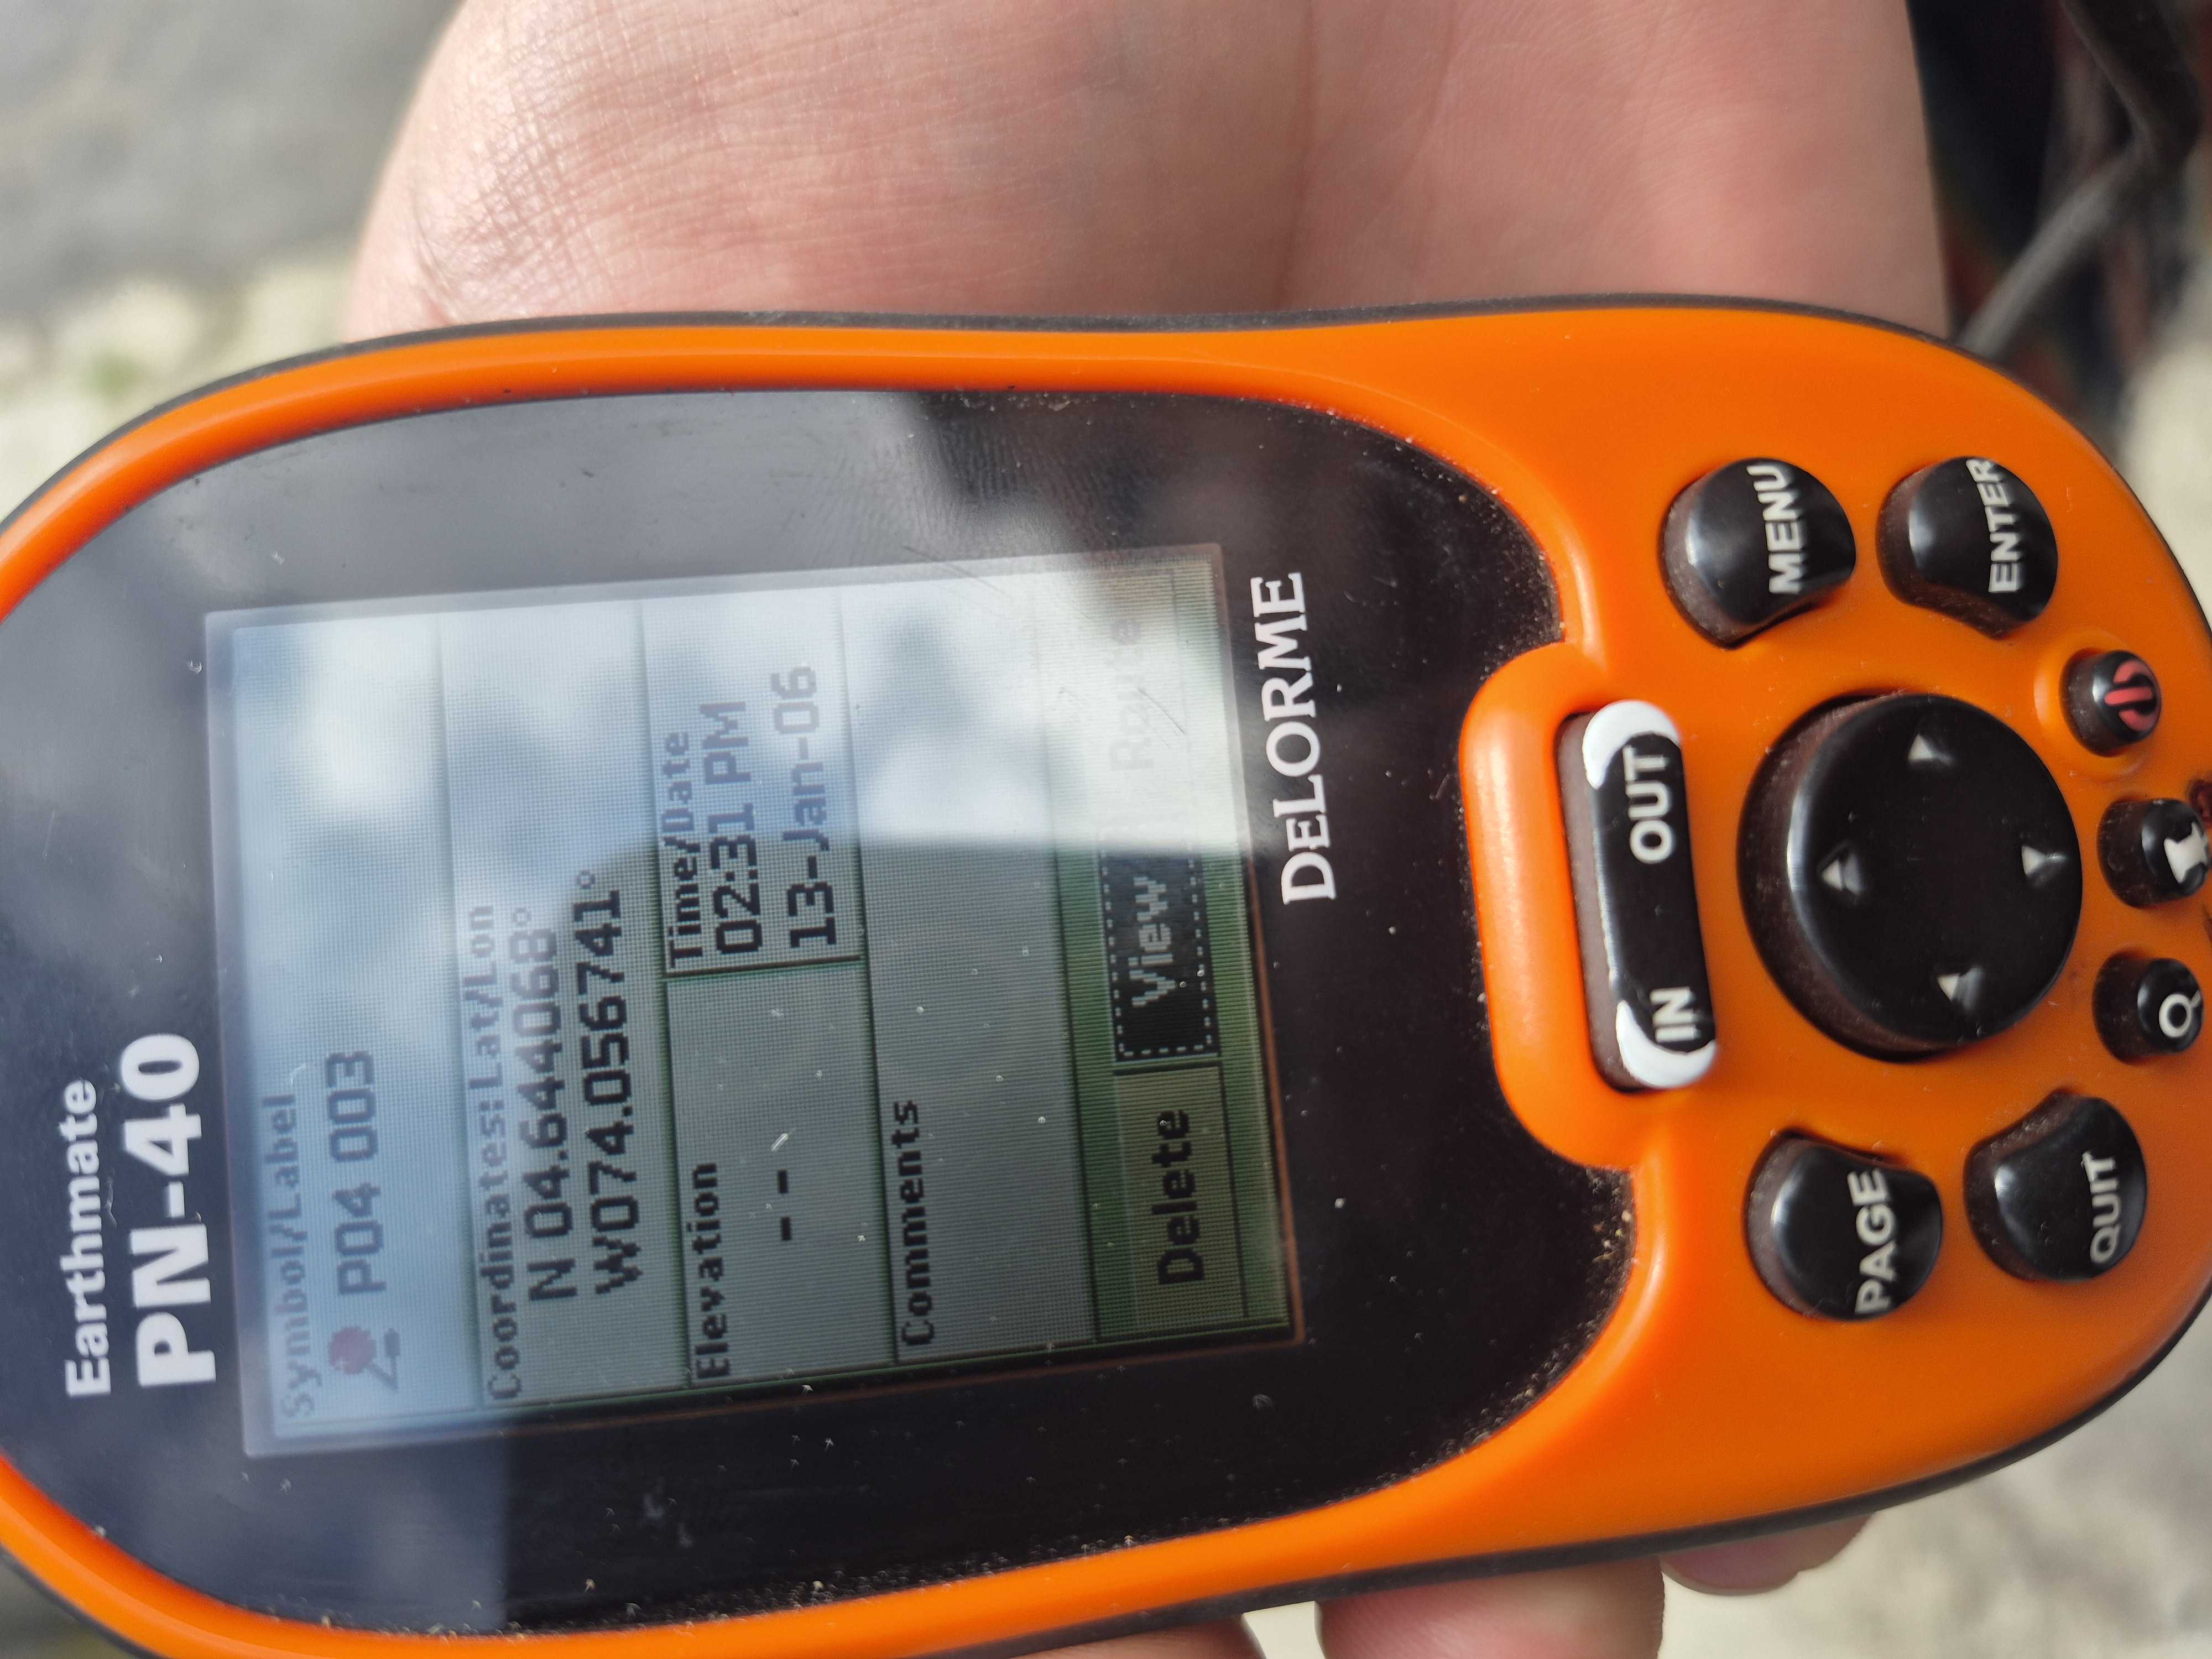 Earthmate
PN-40
Symbol/Label
P04 003
Coordinates: Lat/Lon
N 04.644068°
W074.056741°
Elevation
--
Time/Date
02:31 PM
13-Jan-06
Comments
Delete
View
Route
DELORME
IN
OUT
PAGE
MENU
QUIT
ENTER